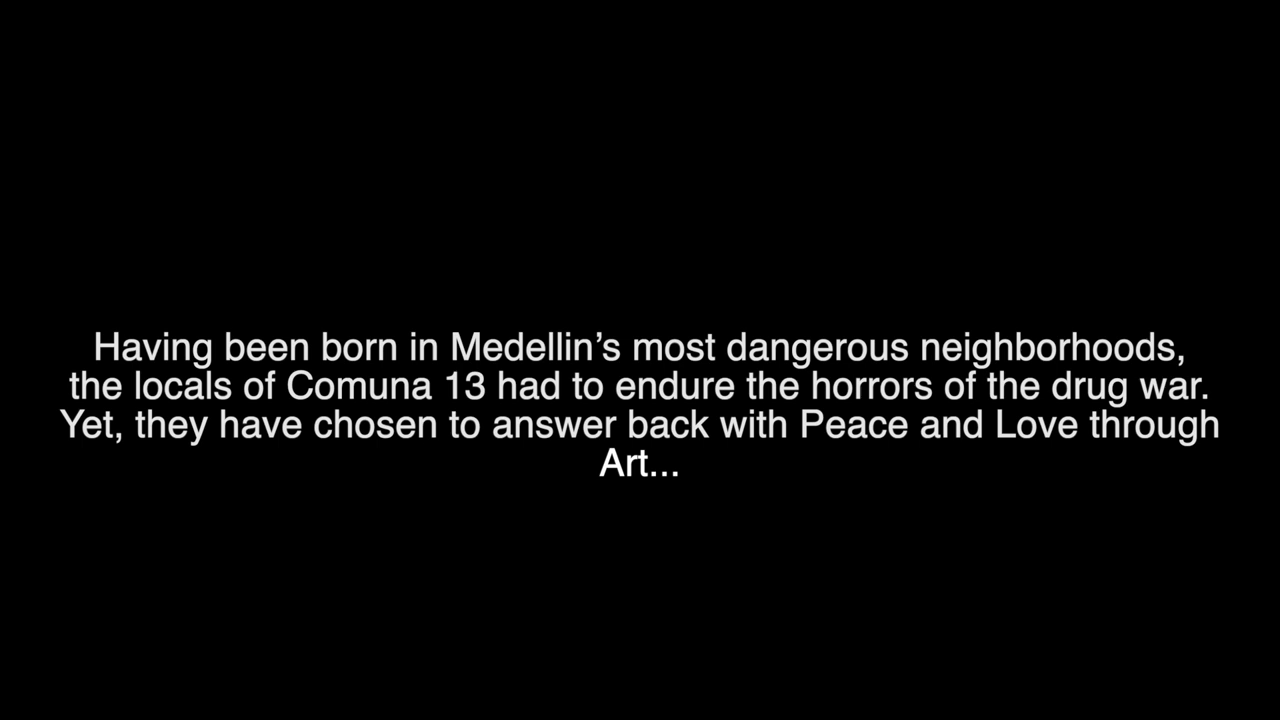 Having been born in Medellin’s most dangerous neighborhoods,
the locals of Comuna 13 had to endure the horrors of the drug war.
Yet, they have chosen to answer back with Peace and Love through
Art...